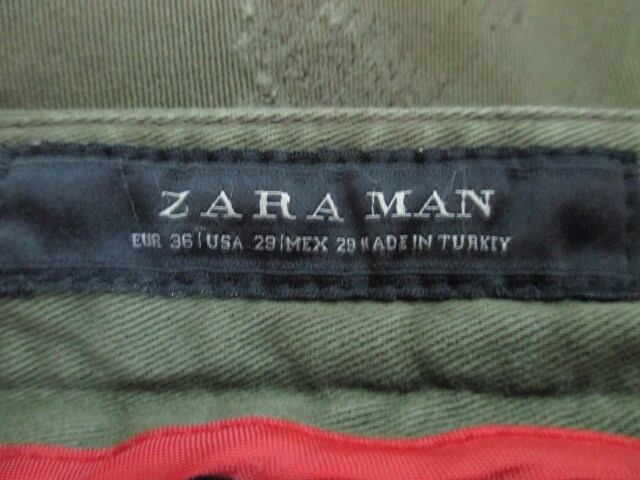 ZARA MAN
EUR 36 | USA 29 | MEX 29 MADE IN TURKEY